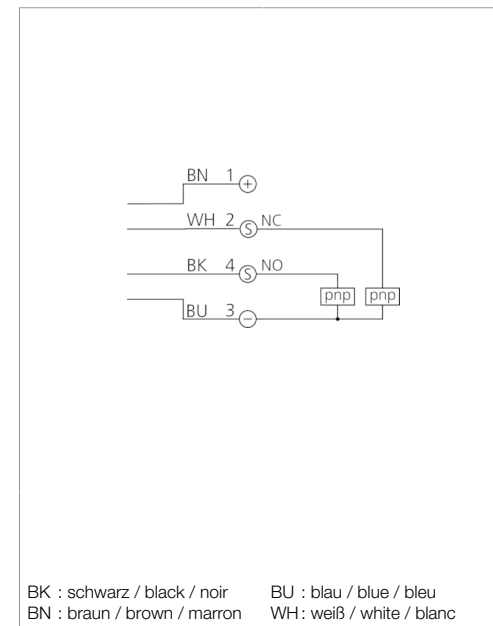 BN 1 +
WH 2 S NC
BK 4 S NO
pnp pnp
BU 3 −
BK : schwarz / black / noir
BU : blau / blue / bleu
BN : braun / brown / marron
WH : weiß / white / blanc